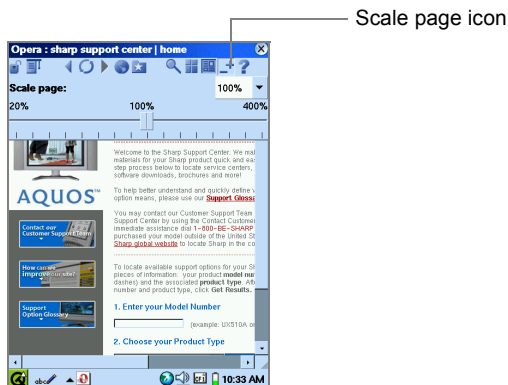 Scale page icon
Opera : sharp support center | home
Scale page:
100%
20%
100%
400%
AQUOS™
Contact our
Customer Support Team
How can we
improve our site?
Support
Option Glossary
Welcome to the Sharp Support Center. We mal
materials for your Sharp product quick and eas
step process below to locate service centers,
software downloads, brochures and more!
To help better understand and quickly define v
option means, please use our Support Glossa
You may contact our Customer Support Team
Support Center by using the Contact Customer
immediate assistance dial 1-800-BE-SHARP
purchased your model outside of the United St
Sharp global website to locate Sharp in the co
To locate available support options for your Sh
pieces of information: your product model num
dashes) and the associated product type. Aft
number and product type, click Get Results.
1. Enter your Model Number
(example: UX510A or
2. Choose your Product Type
abc
10:33 AM